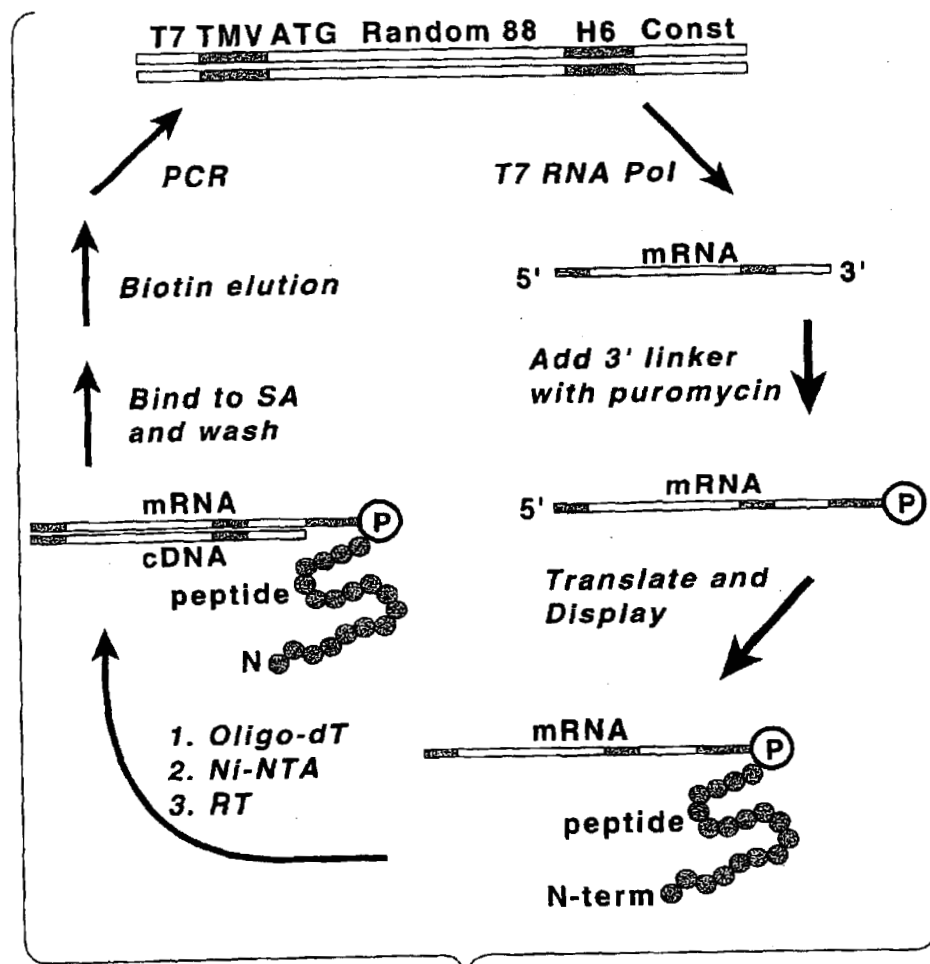 T7 TMV ATG Random 88 H6 Const
PCR
T7 RNA Pol
mRNA
5' 3'
Biotin elution
Add 3' linker
with puromycin
Bind to SA
and wash
mRNA
5' P
mRNA
P
cDNA
peptide
N
Translate and
Display
1. Oligo-dT
2. Ni-NTA
3. RT
mRNA
P
peptide
N-term